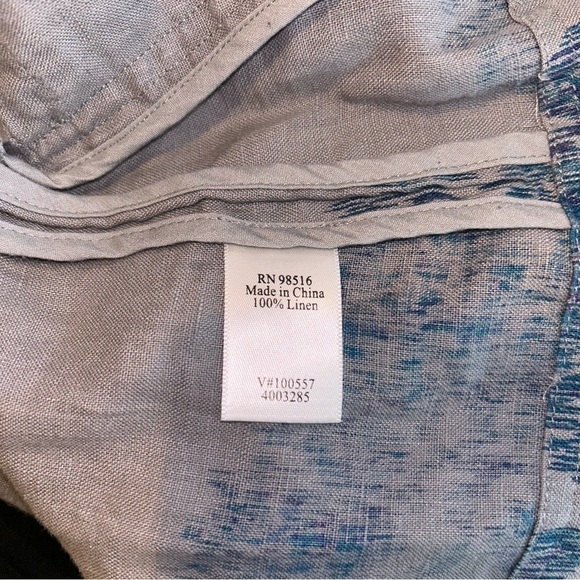 RN 98516
Made in China
100% Linen
V#100557
4003285